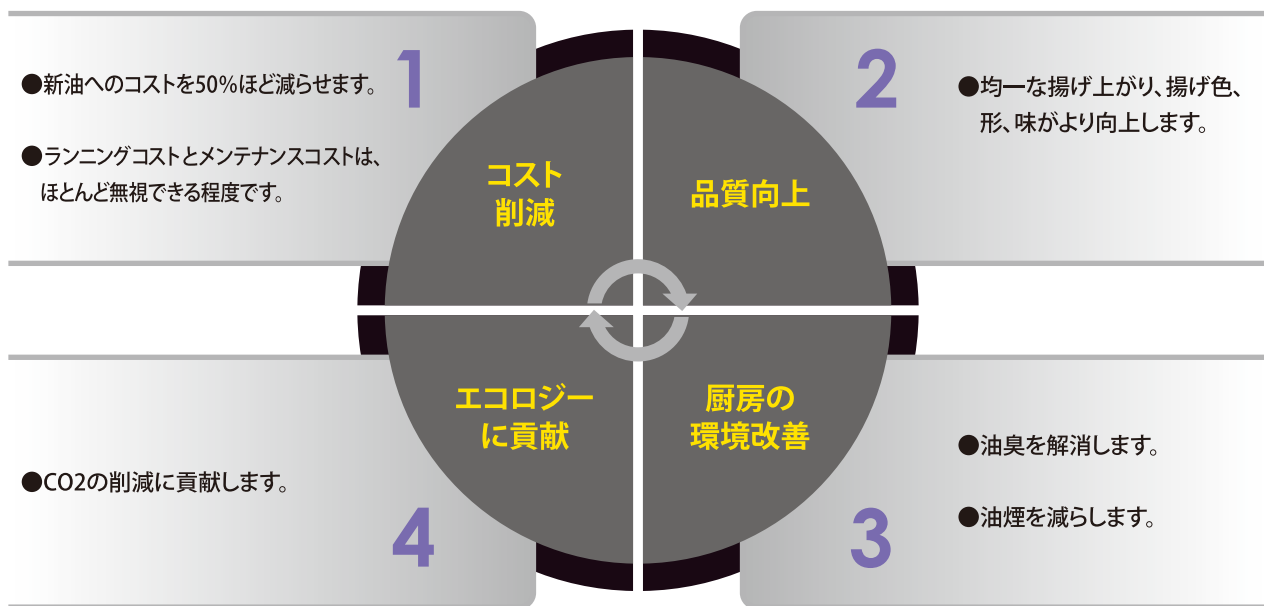 1
●新油へのコストを50%ほど減らせます。
●ランニングコストとメンテナンスコストは、
ほとんど無視できる程度です。
コスト
削減
2
●均一な揚げ上がり、揚げ色、
形、味がより向上します。
品質向上
厨房の
環境改善
3
●油臭を解消します。
●油煙を減らします。
エコロジー
に貢献
4
●CO2の削減に貢献します。